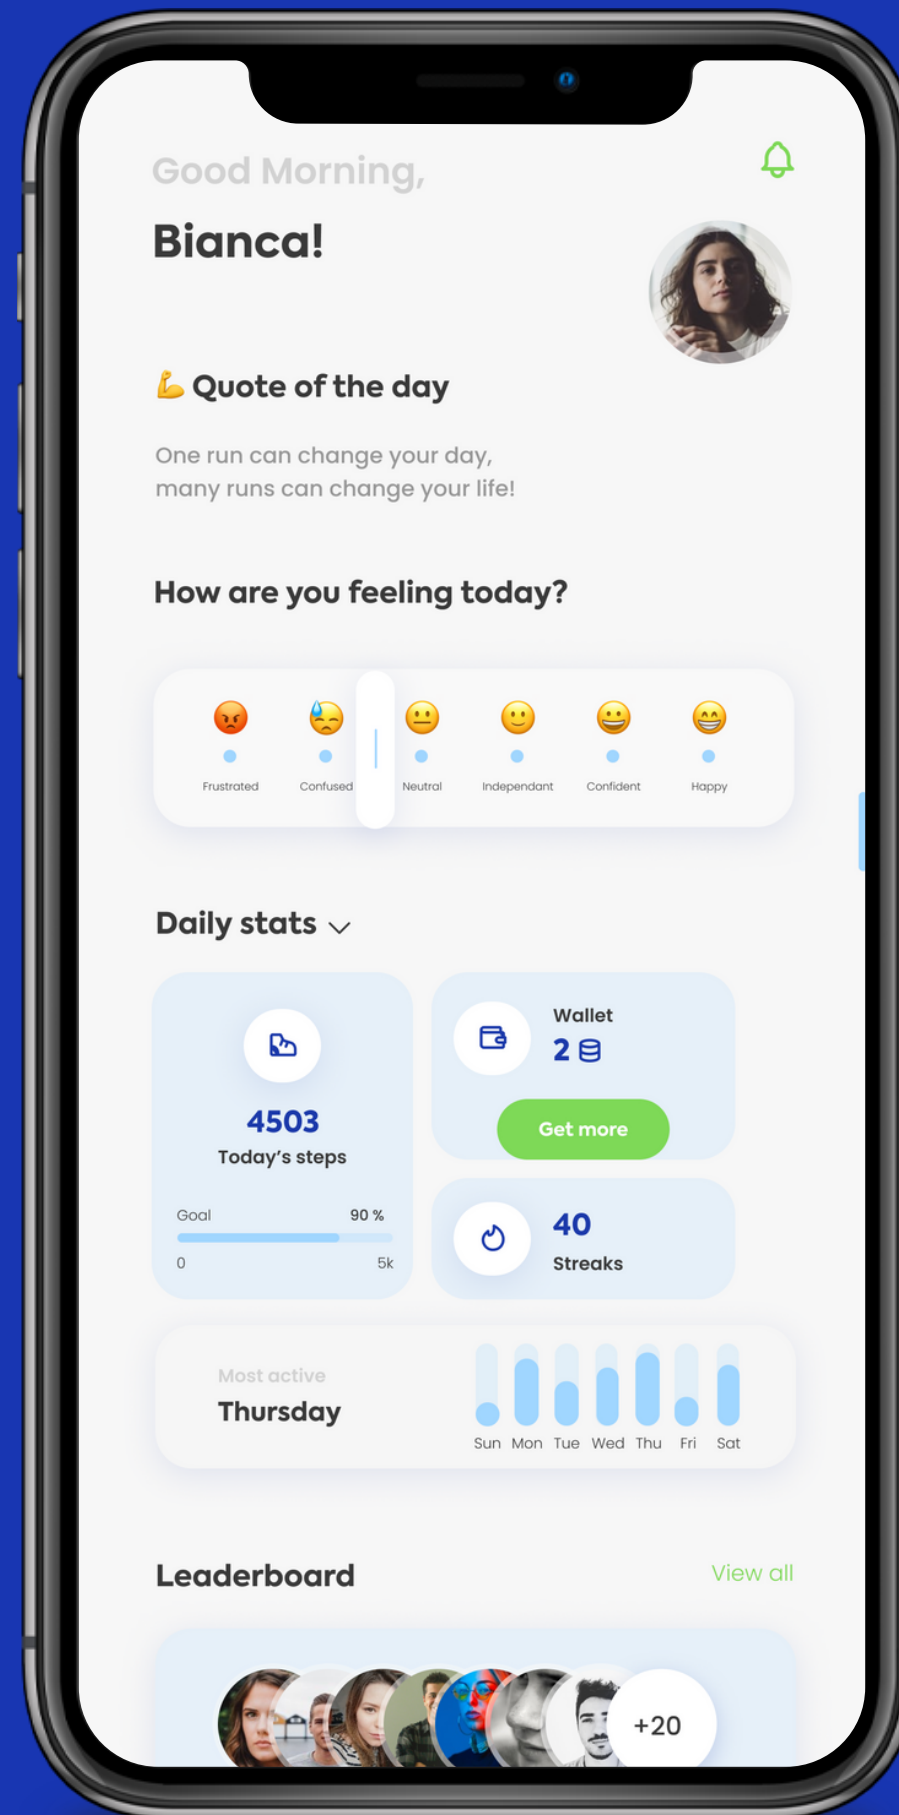 Good Morning,
Bianca!
💪 Quote of the day
One run can change your day,
many runs can change your life!
How are you feeling today?
Frustrated
Confused
Neutral
Independant
Confident
Happy
Daily stats
4503
Today's steps
Goal
90 %
0
5k
Wallet
2
Get more
40
Streaks
Most active
Thursday
Sun Mon Tue Wed Thu Fri Sat
Leaderboard
View all
+20